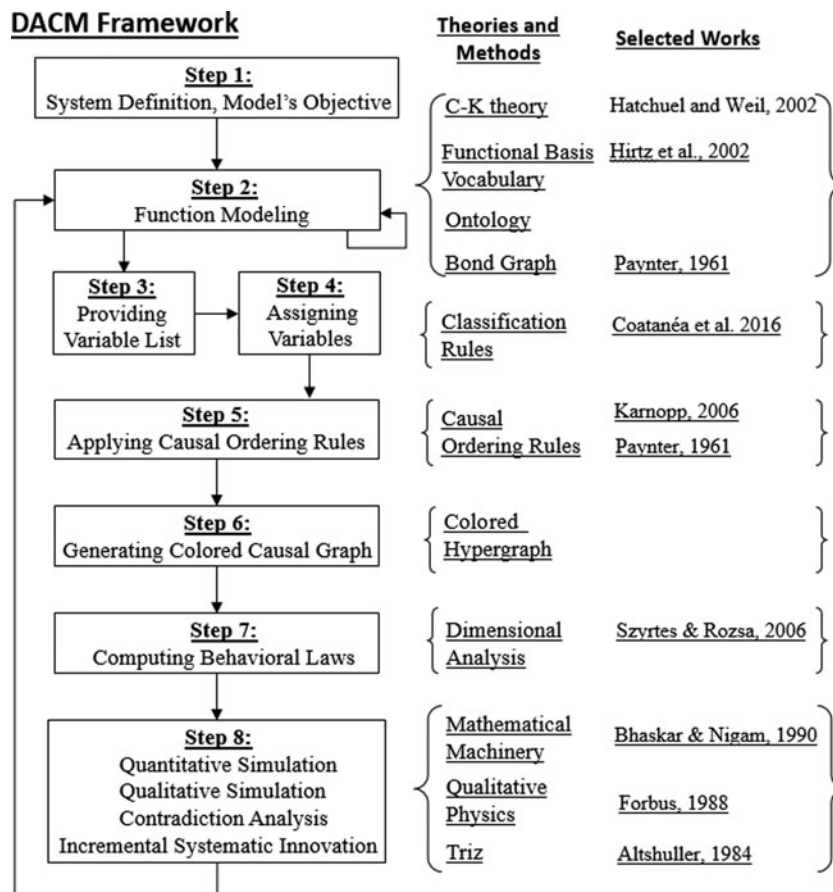 DACM Framework
Theories and
Methods
Selected Works
Step 1:
System Definition, Model's Objective
C-K theory
Hatchuel and Weil, 2002
Functional Basis
Vocabulary
Hirtz et al., 2002
Step 2:
Function Modeling
Ontology
Bond Graph
Paynter, 1961
Step 3:
Providing
Variable List
Step 4:
Assigning
Variables
Classification
Rules
Coatanéa et al. 2016
Step 5:
Applying Causal Ordering Rules
Causal
Ordering Rules
Karnopp, 2006
Paynter, 1961
Step 6:
Generating Colored Causal Graph
Colored
Hypergraph
Step 7:
Computing Behavioral Laws
Dimensional
Analysis
Szyrtes & Rozsa, 2006
Step 8:
Quantitative Simulation
Qualitative Simulation
Contradiction Analysis
Incremental Systematic Innovation
Mathematical
Machinery
Bhaskar & Nigam, 1990
Qualitative
Physics
Forbus, 1988
Triz
Altshuller, 1984